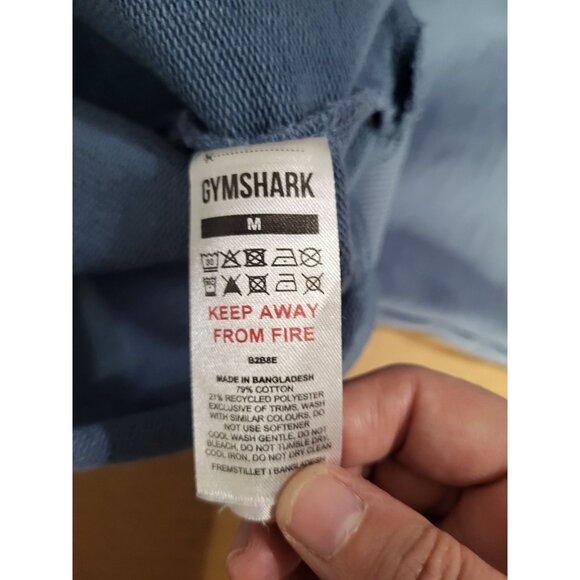 GYMSHARK
M
30
KEEP AWAY
FROM FIRE
B2B8E
MADE IN BANGLADESH
79% COTTON
21% RECYCLED POLYESTER
EXCLUSIVE OF TRIMS, WASH
WITH SIMILAR COLOURS, DO
NOT USE SOFTENER
COOL WASH GENTLE, DO NOT
BLEACH, DO NOT TUMBLE DRY,
COOL IRON, DO NOT DRY CLEAN
FREMSTILLET I BANGLADESH